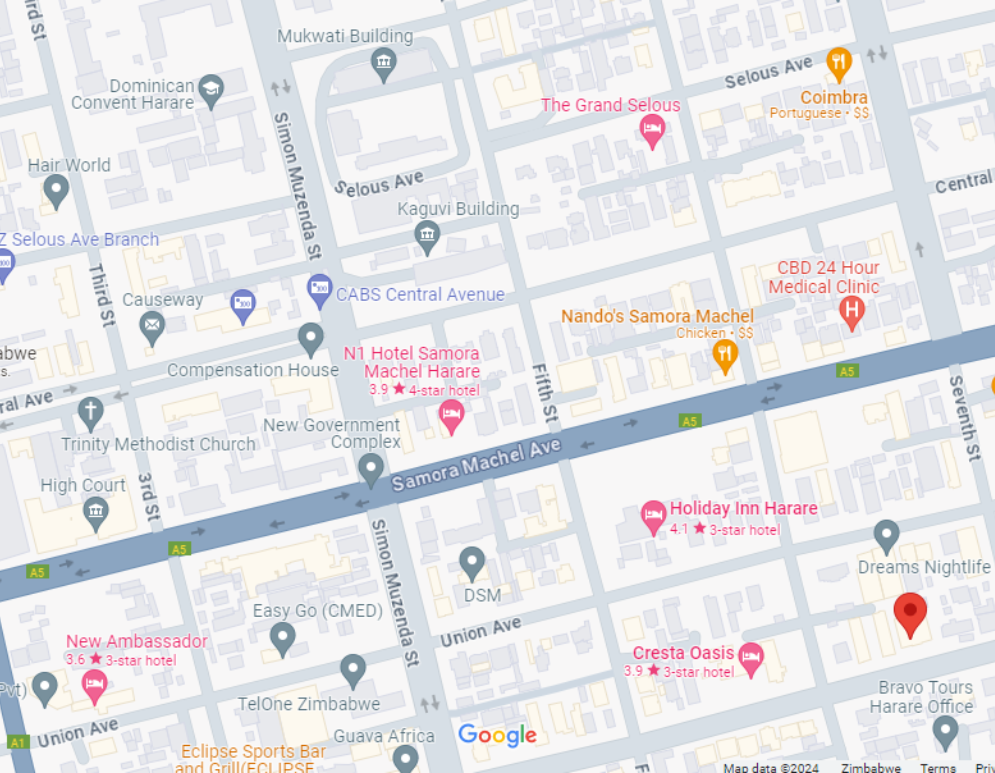 rd St
Mukwati Building
Dominican
Convent Harare
Selous Ave
Coimbra
Portuguese • $$
The Grand Selous
Simon Muzenda St
Hair World
Selous Ave
Central
Kaguvi Building
Z Selous Ave Branch
Third St
CBD 24 Hour
Medical Clinic
Causeway
CABS Central Avenue
Nando's Samora Machel
Chicken • $$
abwe
s.
Compensation House
N1 Hotel Samora
Machel Harare
3.9 ★ 4-star hotel
Fifth St
A5
Seventh St
ral Ave
Trinity Methodist Church
New Government
Complex
A5
Samora Machel Ave
High Court
3rd St
Holiday Inn Harare
4.1 ★ 3-star hotel
A5
A5
Simon Muzenda St
Dreams Nightlife
DSM
Easy Go (CMED)
Union Ave
New Ambassador
3.6 ★ 3-star hotel
Cresta Oasis
3.9 ★ 3-star hotel
Pvt)
TelOne Zimbabwe
Bravo Tours
Harare Office
A1
Union Ave
Guava Africa
Google
Eclipse Sports Bar
and Grill(ECLIPSE
Map data ©2024
Zimbabwe
Terms
Priv